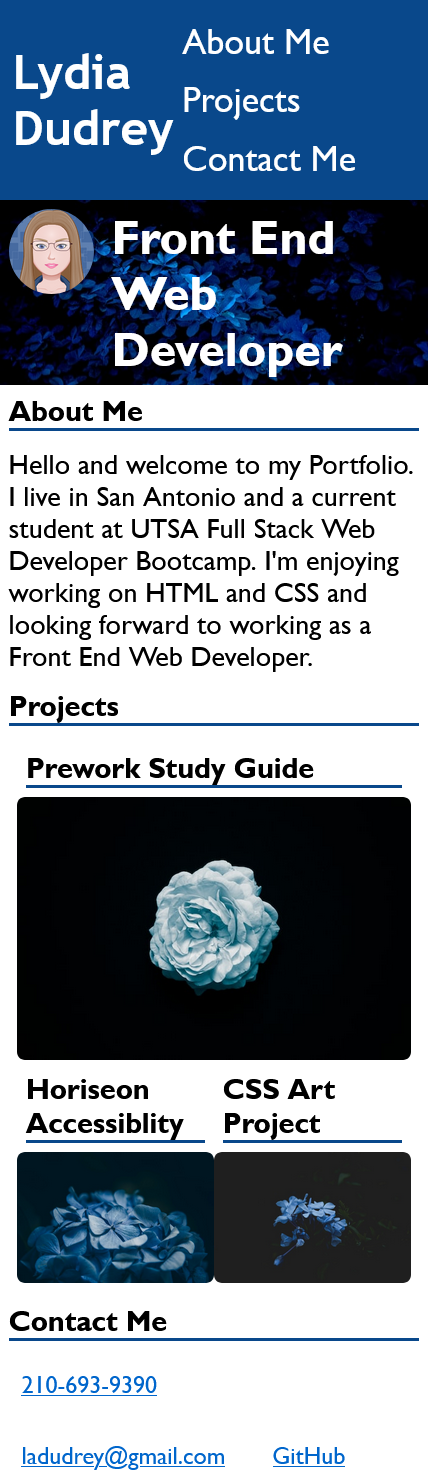 Lydia
Dudrey
About Me
Projects
Contact Me
Front End
Web
Developer
About Me
Hello and welcome to my Portfolio.
I live in San Antonio and a current
student at UTSA Full Stack Web
Developer Bootcamp. I'm enjoying
working on HTML and CSS and
looking forward to working as a
Front End Web Developer.
Projects
Prework Study Guide
Horiseon
Accessiblity
CSS Art
Project
Contact Me
210-693-9390
ladudrey@gmail.com GitHub